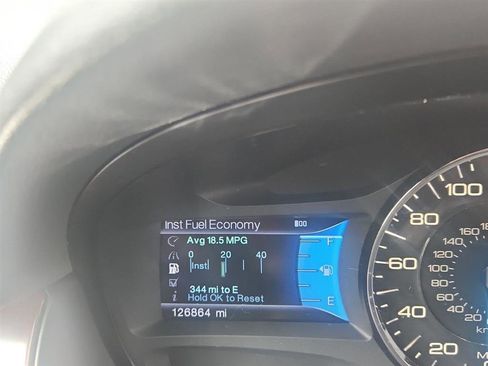 Inst Fuel Economy
Avg 18.5 MPG
F
0 20 40
Inst
344 mi to E
Hold OK to Reset
E
126864 mi
100
80
60
40
20
160
140
120
100
80
60
40
20